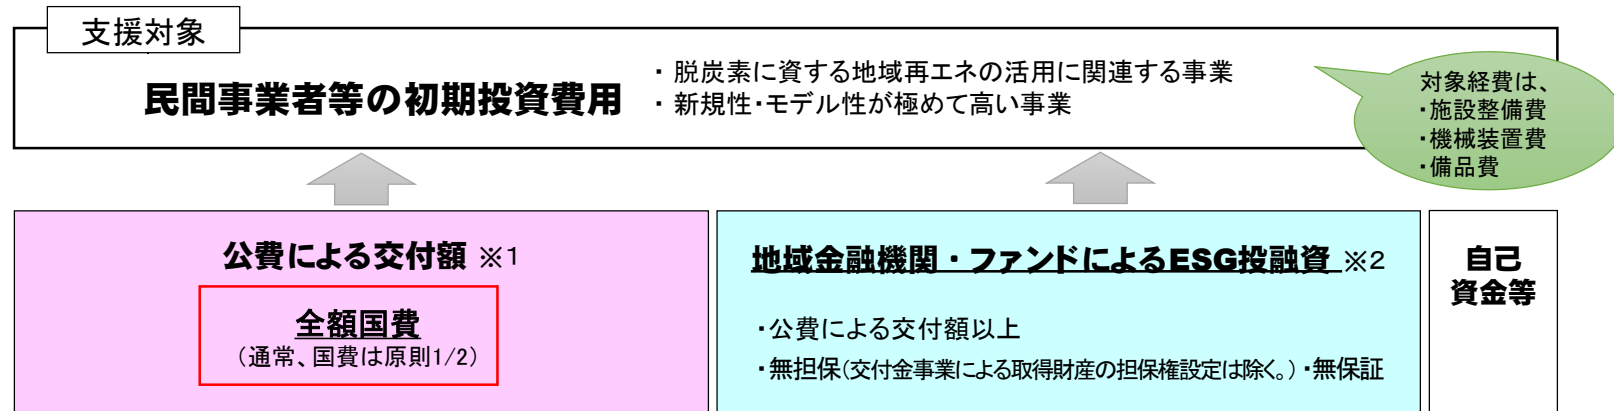 支援対象
民間事業者等の初期投資費用
・ 脱炭素に資する地域再エネの活用に関連する事業
・ 新規性・モデル性が極めて高い事業
対象経費は、
・施設整備費
・機械装置費
・備品費
公費による交付額 ※1
全額国費
（通常、国費は原則1/2）
地域金融機関・ファンドによるESG投融資 ※2
・公費による交付額以上
・無担保（交付金事業による取得財産の担保権設定は除く。）・無保証
自己
資金等